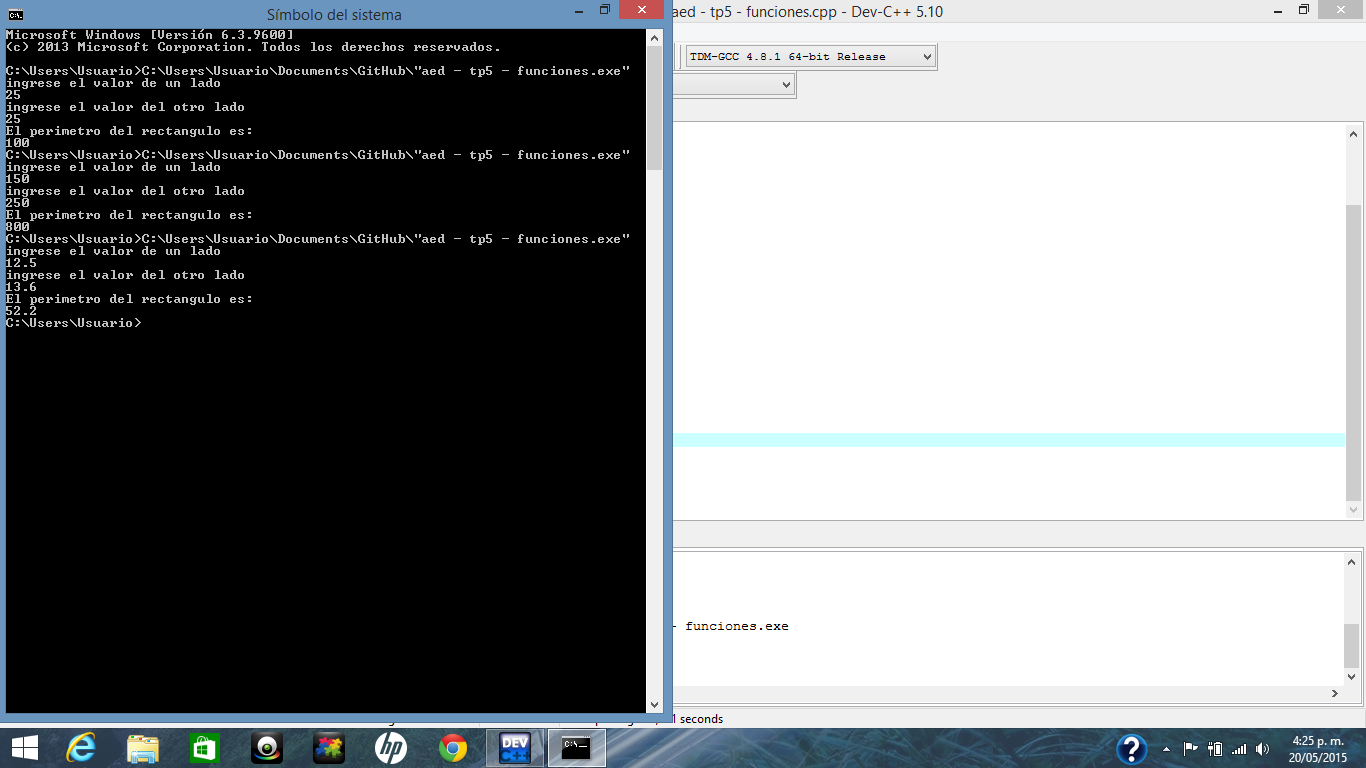 Símbolo del sistema
Microsoft Windows [Versión 6.3.9600]
(c) 2013 Microsoft Corporation. Todos los derechos reservados.
C:\Users\Usuario>C:\Users\Usuario\Documents\GitHub\"aed - tp5 - funciones.exe"
ingrese el valor de un lado
25
ingrese el valor del otro lado
25
El perimetro del rectangulo es:
100
C:\Users\Usuario>C:\Users\Usuario\Documents\GitHub\"aed - tp5 - funciones.exe"
ingrese el valor de un lado
150
ingrese el valor del otro lado
250
El perimetro del rectangulo es:
800
C:\Users\Usuario>C:\Users\Usuario\Documents\GitHub\"aed - tp5 - funciones.exe"
ingrese el valor de un lado
12.5
ingrese el valor del otro lado
13.6
El perimetro del rectangulo es:
52.2
C:\Users\Usuario>
aed - tp5 - funciones.cpp - Dev-C++ 5.10
TDM-GCC 4.8.1 64-bit Release
- funciones.exe
seconds
hp
DEV
C++
C:\._
4:25 p. m.
20/05/2015